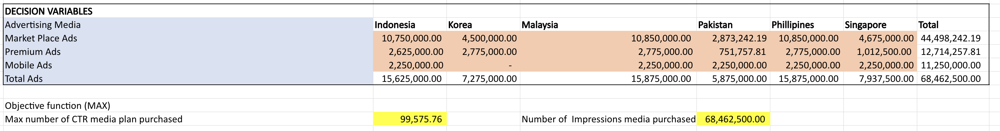 DECISION VARIABLES
Advertising Media Indonesia Korea Malaysia Pakistan Phillipines Singapore Total
Market Place Ads 10,750,000.00 4,500,000.00 10,850,000.00 2,873,242.19 10,850,000.00 4,675,000.00 44,498,242.19
Premium Ads 2,625,000.00 2,775,000.00 2,775,000.00 751,757.81 2,775,000.00 1,012,500.00 12,714,257.81
Mobile Ads 2,250,000.00 - 2,250,000.00 2,250,000.00 2,250,000.00 2,250,000.00 11,250,000.00
Total Ads 15,625,000.00 7,275,000.00 15,875,000.00 5,875,000.00 15,875,000.00 7,937,500.00 68,462,500.00
Objective function (MAX)
Max number of CTR media plan purchased 99,575.76 Number of Impressions media purchased 68,462,500.00